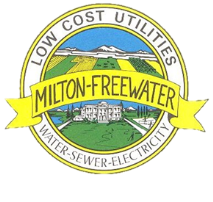 LOW COST UTILITIES
MILTON-FREEWATER
WATER-SEWER-ELECTRICITY